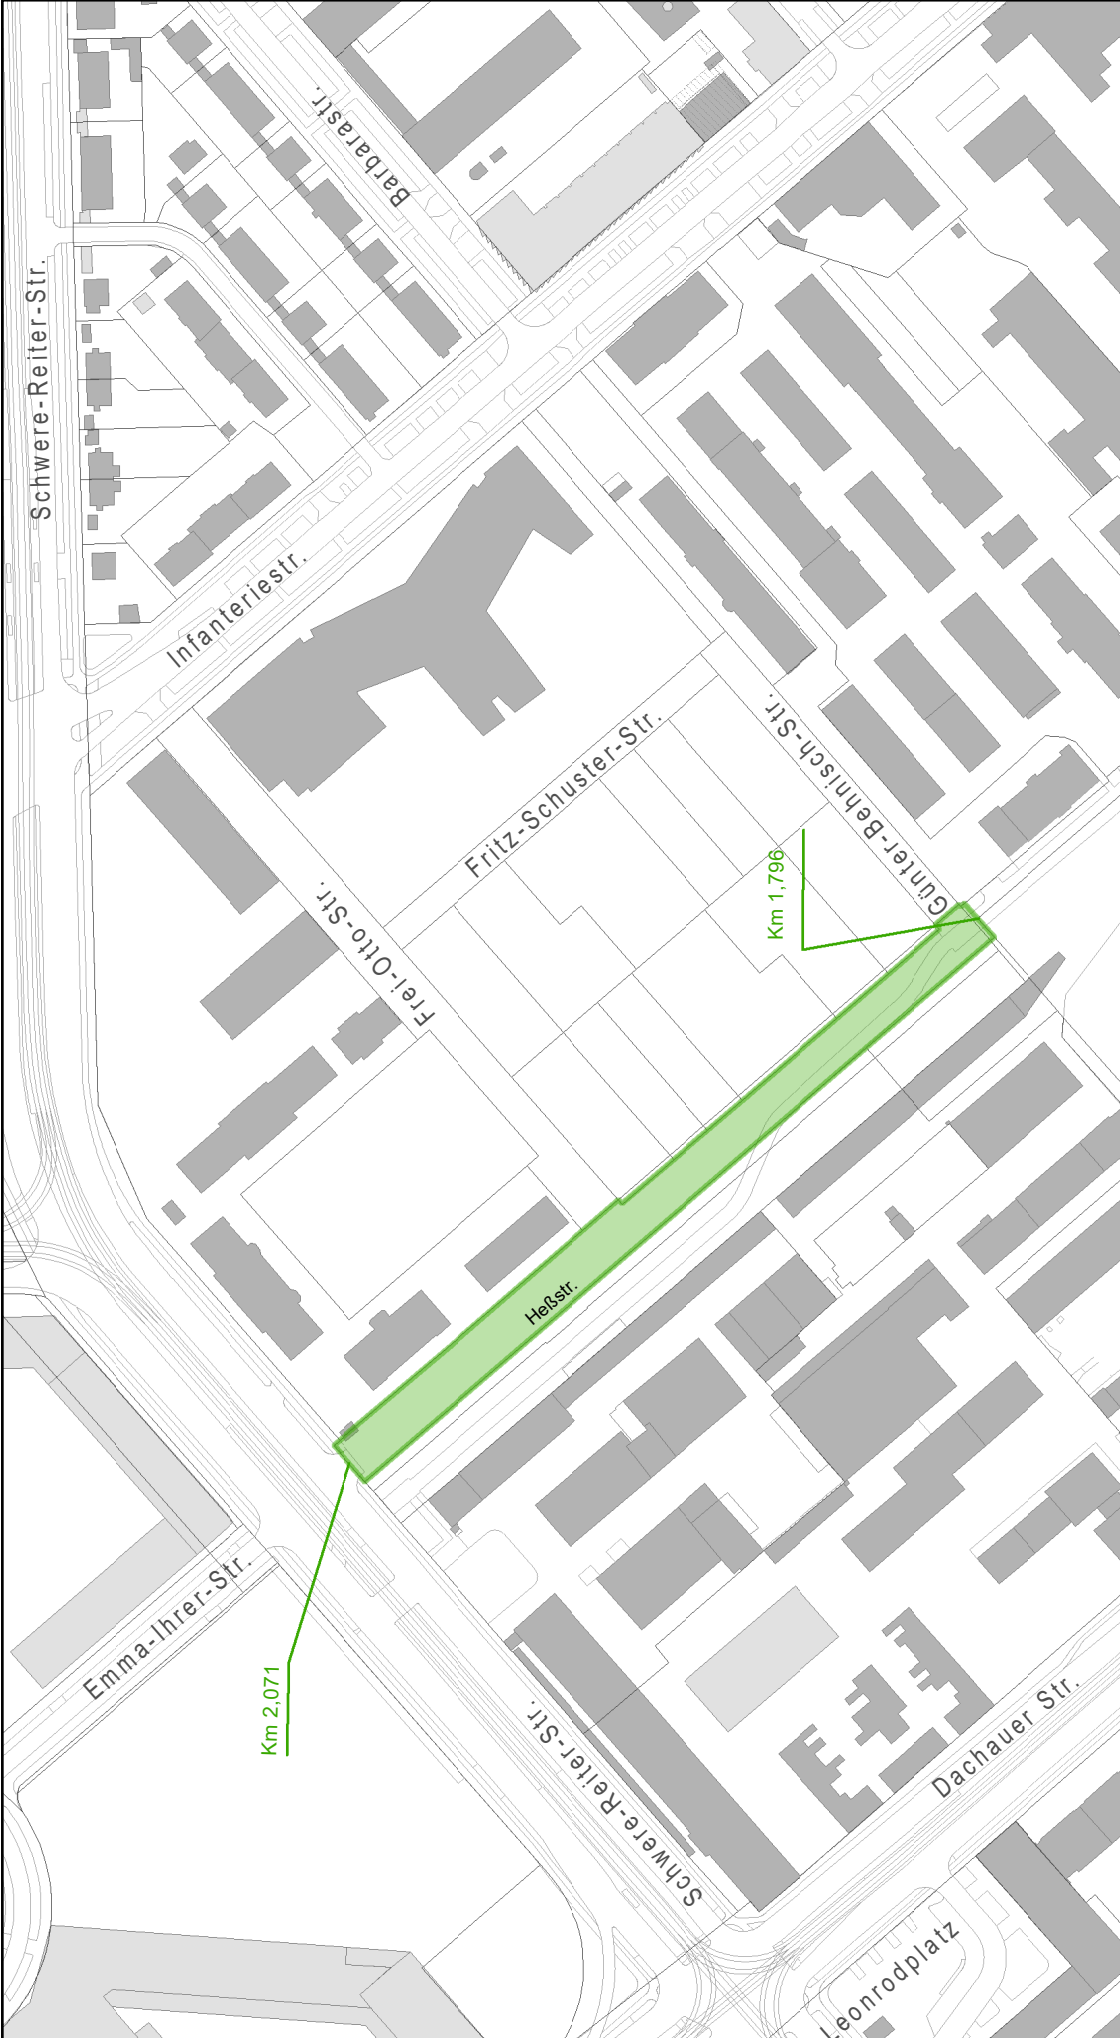 Schwere-Reiter-Str.
Barbarastr.
Infanteriestr.
Fritz-Schuster-Str.
Günter-Behnisch-Str.
Frei-Otto-Str.
Km 1,796
Heßstr.
Km 2,071
Emma-Ihrer-Str.
Schwere-Reiter-Str.
Dachauer Str.
Leonrodplatz